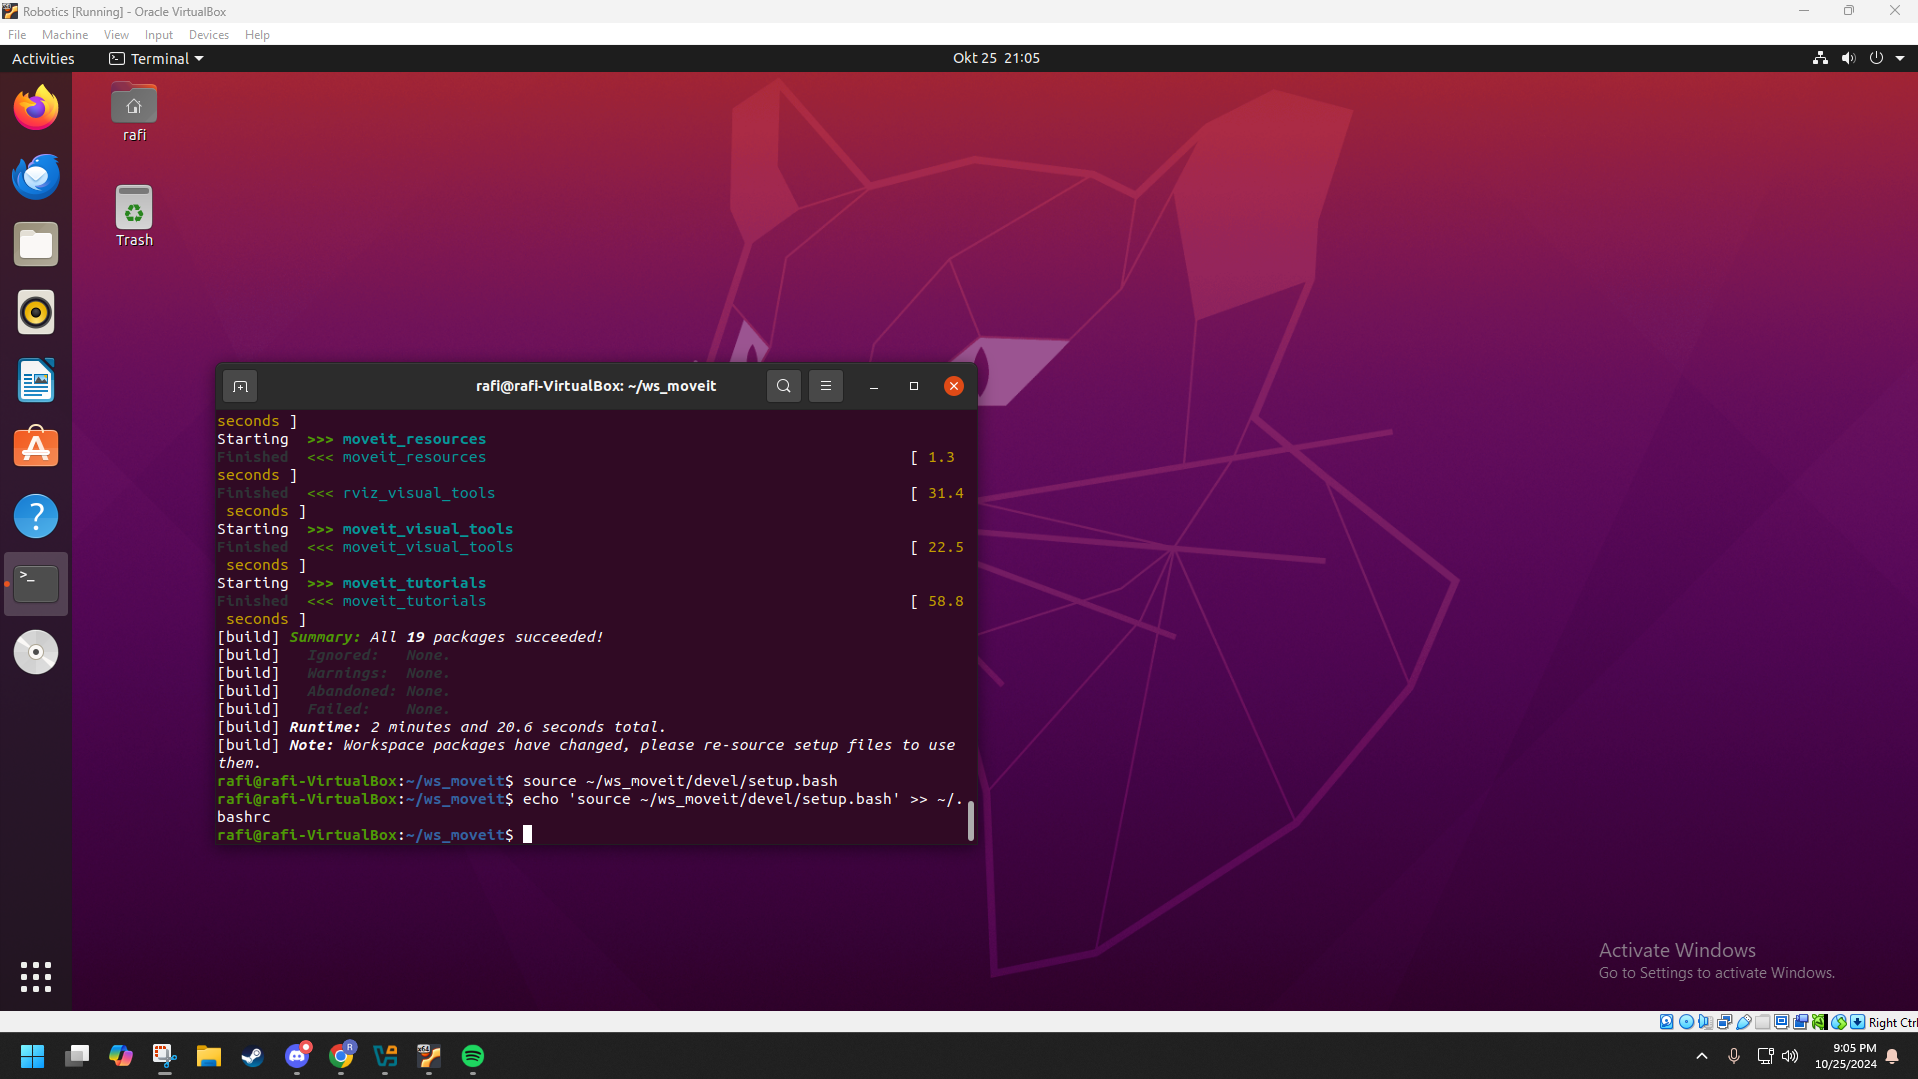 Robotics [Running] - Oracle VirtualBox
File Machine View Input Devices Help
Activities Terminal Okt 25 21:05
rafi
Trash
rafi@rafi-VirtualBox: ~/ws_moveit
seconds ]
Starting >>> moveit_resources
Finished <<< moveit_resources [ 1.3
seconds ]
Finished <<< rviz_visual_tools [ 31.4
seconds ]
Starting >>> moveit_visual_tools
Finished <<< moveit_visual_tools [ 22.5
seconds ]
Starting >>> moveit_tutorials
Finished <<< moveit_tutorials [ 58.8
seconds ]
[build] Summary: All 19 packages succeeded!
[build] Ignored: None.
[build] Warnings: None.
[build] Abandoned: None.
[build] Failed: None.
[build] Runtime: 2 minutes and 20.6 seconds total.
[build] Note: Workspace packages have changed, please re-source setup files to use
them.
rafi@rafi-VirtualBox:~/ws_moveit$ source ~/ws_moveit/devel/setup.bash
rafi@rafi-VirtualBox:~/ws_moveit$ echo 'source ~/ws_moveit/devel/setup.bash' >> ~/.
bashrc
rafi@rafi-VirtualBox:~/ws_moveit$
Activate Windows
Go to Settings to activate Windows.
Right Ctrl
9:05 PM
10/25/2024